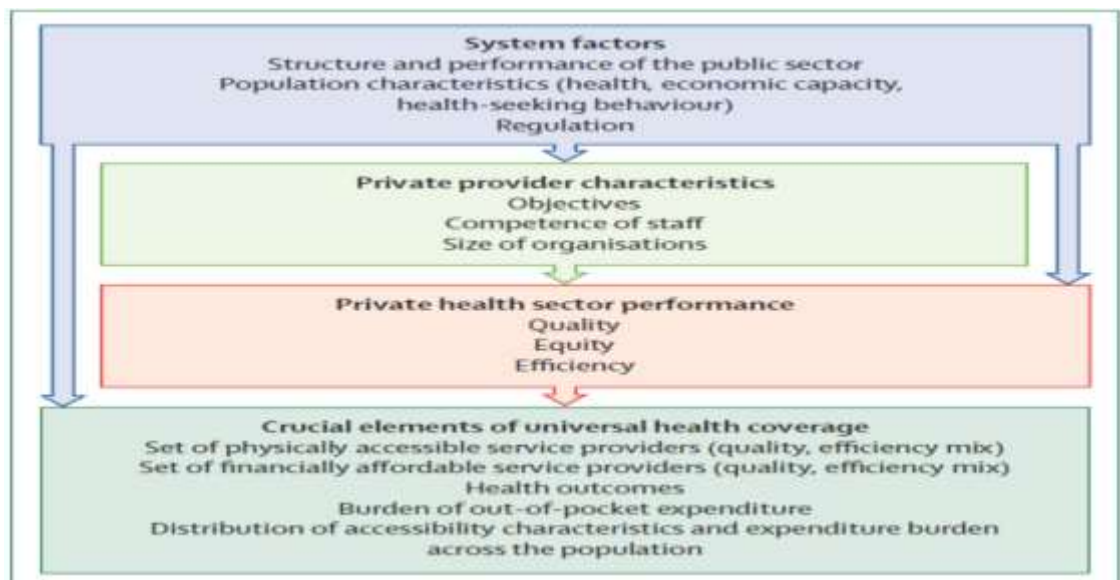 System factors
Structure and performance of the public sector
Population characteristics (health, economic capacity,
health-seeking behaviour)
Regulation
Private provider characteristics
Objectives
Competence of staff
Size of organisations
Private health sector performance
Quality
Equity
Efficiency
Crucial elements of universal health coverage
Set of physically accessible service providers (quality, efficiency mix)
Set of financially affordable service providers (quality, efficiency mix)
Health outcomes
Burden of out-of-pocket expenditure
Distribution of accessibility characteristics and expenditure burden
across the population